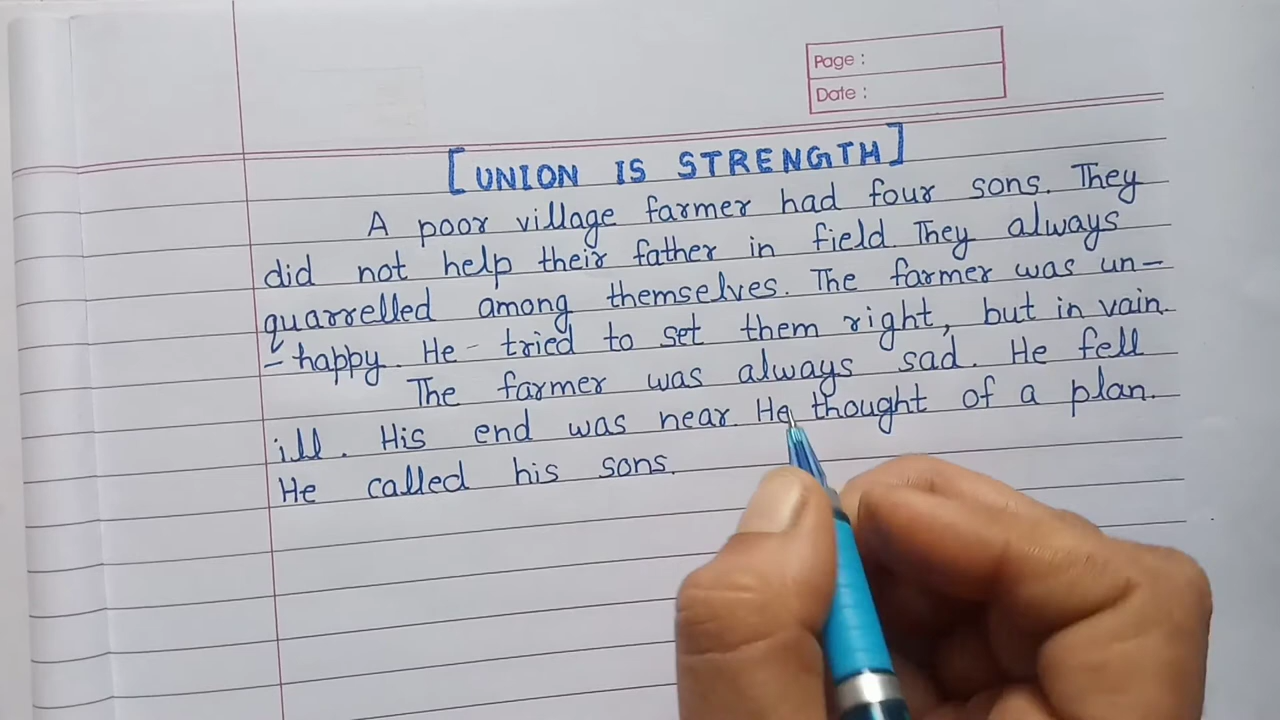 Page :
Date :
[UNION IS STRENGTH]
A poor village farmer had four sons. They
did not help their father in field. They always
quarrelled among themselves. The farmer was un-
-happy. He - tried to set them right, but in vain.
The farmer was always sad. He fell
ill. His end was near. He thought of a plan.
He called his sons.